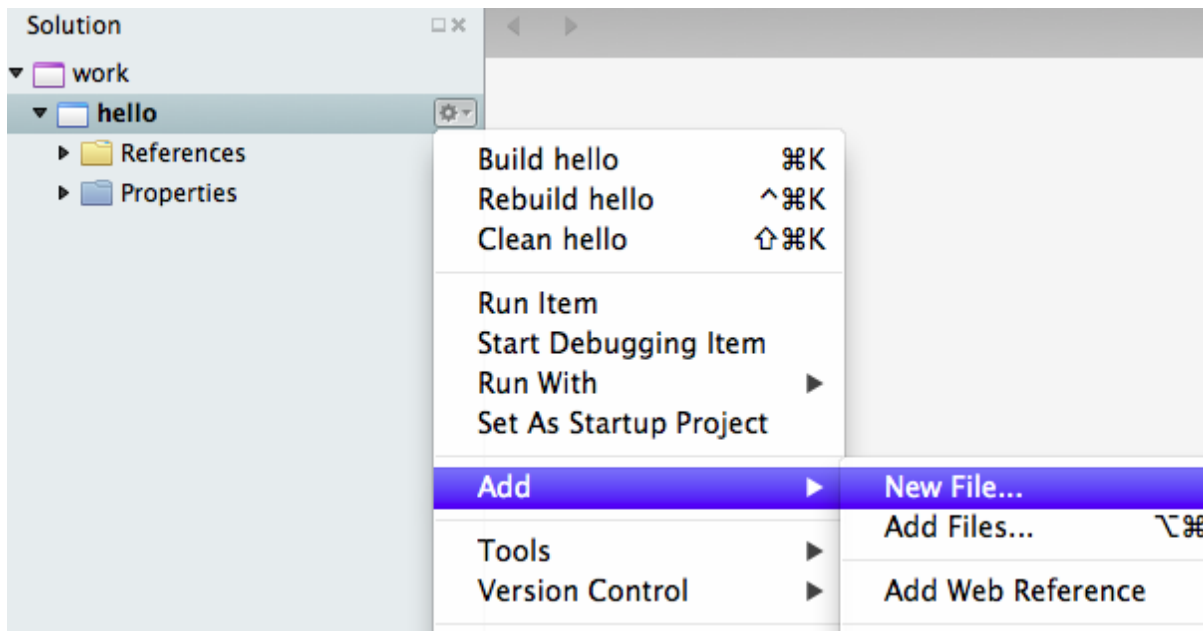 Solution
work
hello
References
Properties
Build hello ⌘K
Rebuild hello ^⌘K
Clean hello ⇧⌘K
Run Item
Start Debugging Item
Run With
Set As Startup Project
Add
New File...
Add Files... ⌥⌘
Tools
Version Control
Add Web Reference